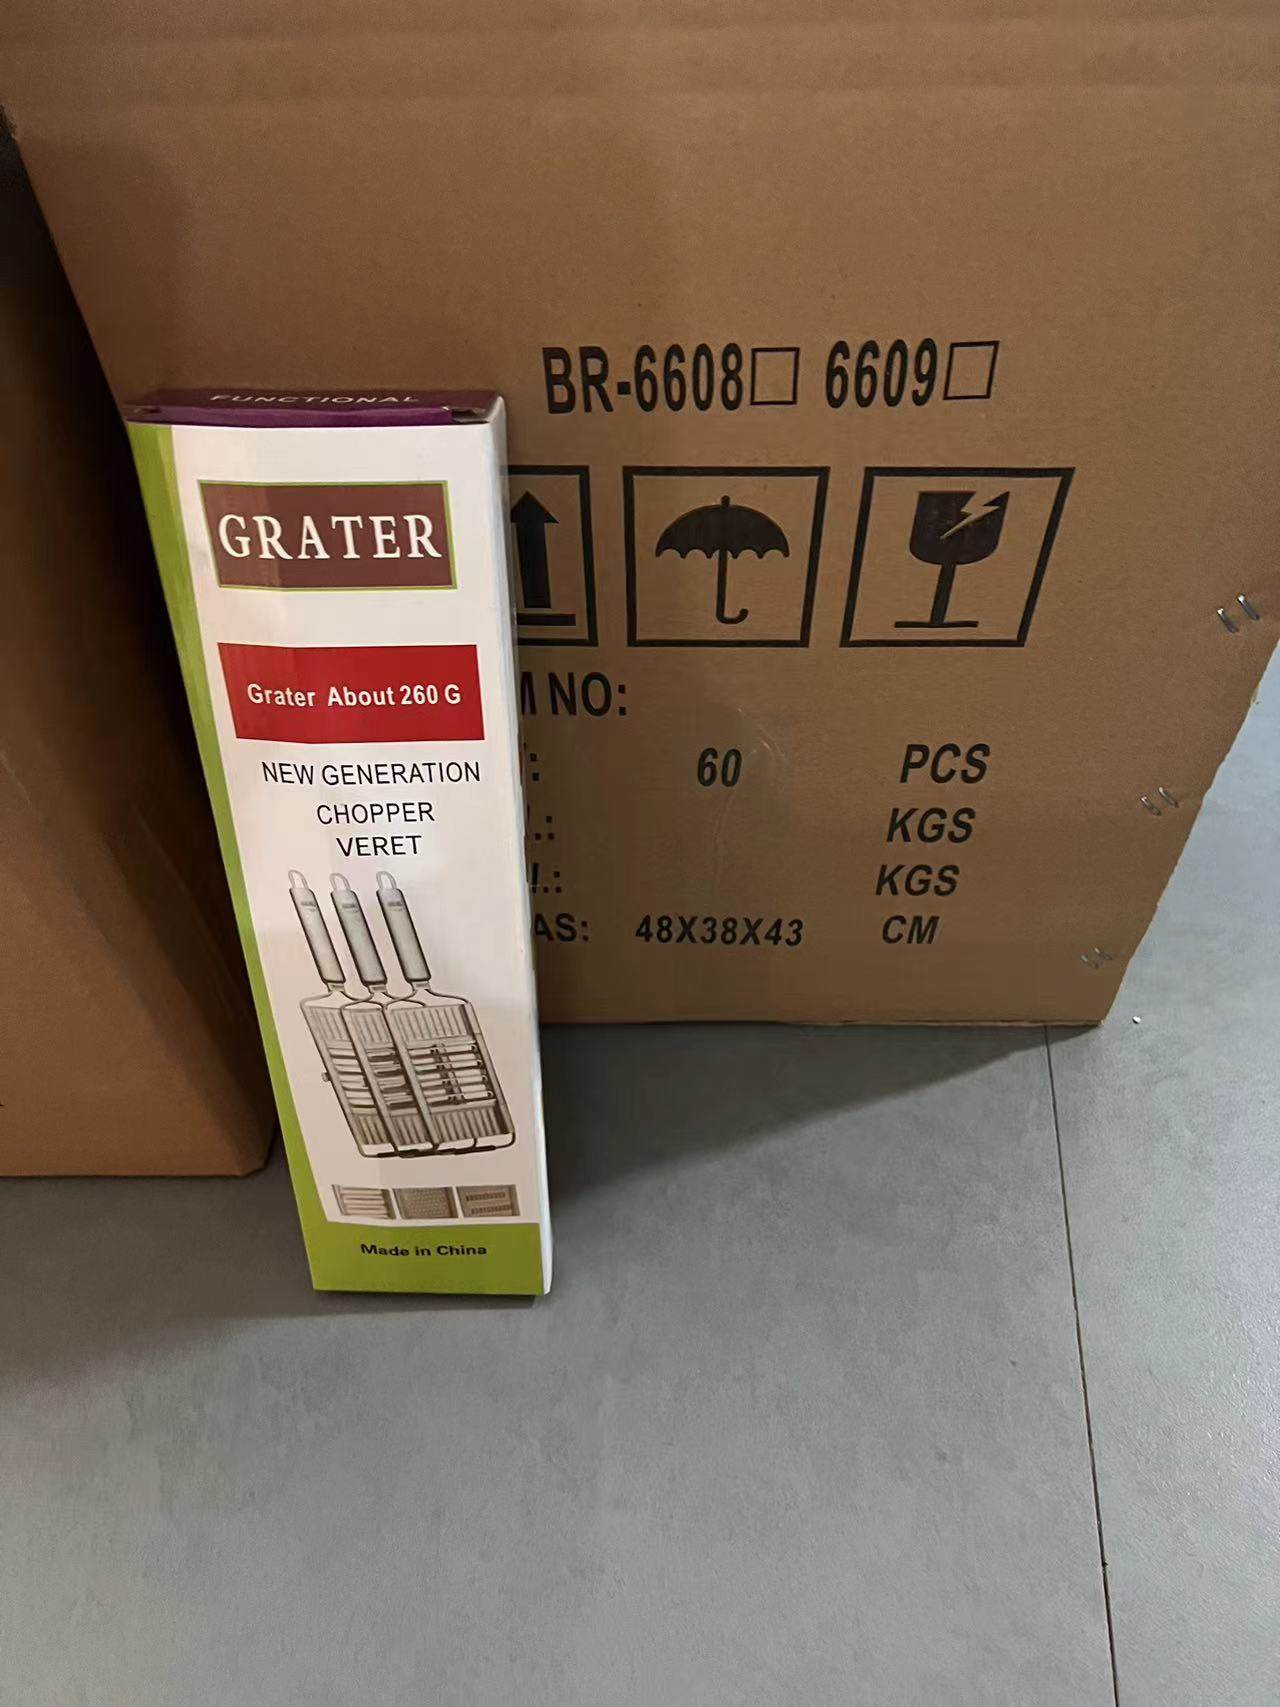 FUNCTIONAL
GRATER
Grater About 260 G
NEW GENERATION
CHOPPER
VERET
Made in China
BR-6608□ 6609□
NO:
60 PCS
KGS
KGS
48X38X43 CM